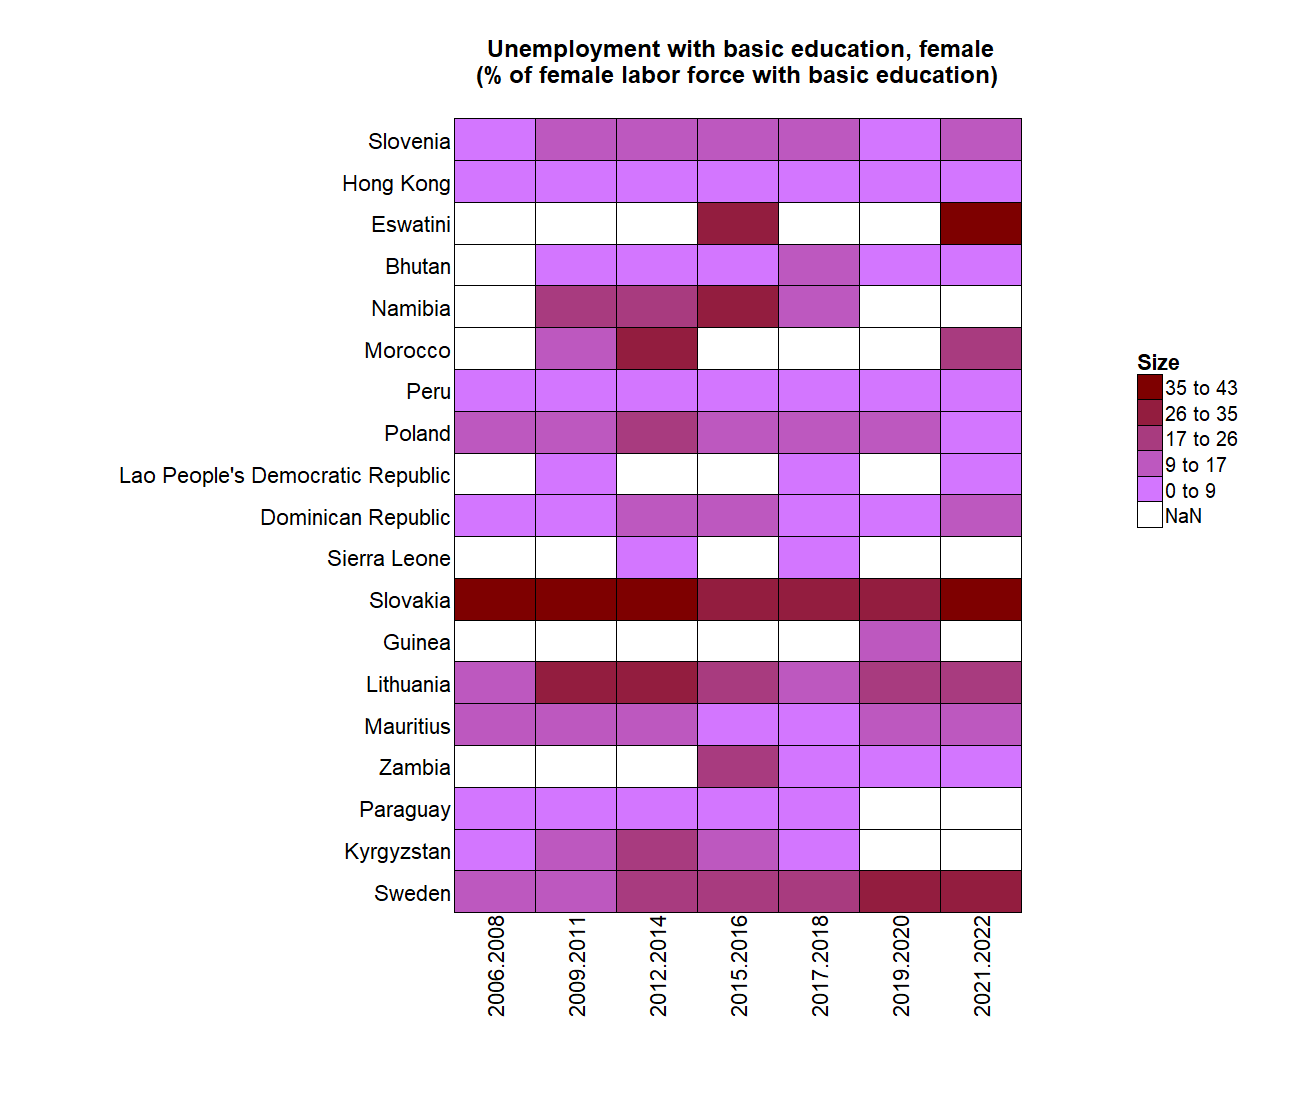 Unemployment with basic education, female
(% of female labor force with basic education)
Slovenia
Hong Kong
Eswatini
Bhutan
Namibia
Morocco
Peru
Poland
Lao People's Democratic Republic
Dominican Republic
Sierra Leone
Slovakia
Guinea
Lithuania
Mauritius
Zambia
Paraguay
Kyrgyzstan
Sweden
2006.2008
2009.2011
2012.2014
2015.2016
2017.2018
2019.2020
2021.2022
Size
35 to 43
26 to 35
17 to 26
9 to 17
0 to 9
NaN